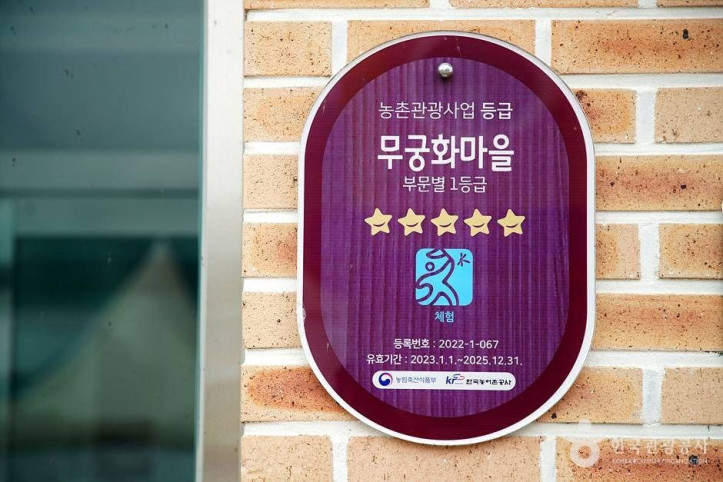 농촌관광사업 등급
무궁화마을
부문별 1등급
체험
등록번호 : 2022-1-067
유효기간 : 2023.1.1.~2025.12.31.
농림축산식품부 한국농어촌공사
한국관광공사
KOREA TOURISM ORGANIZATION